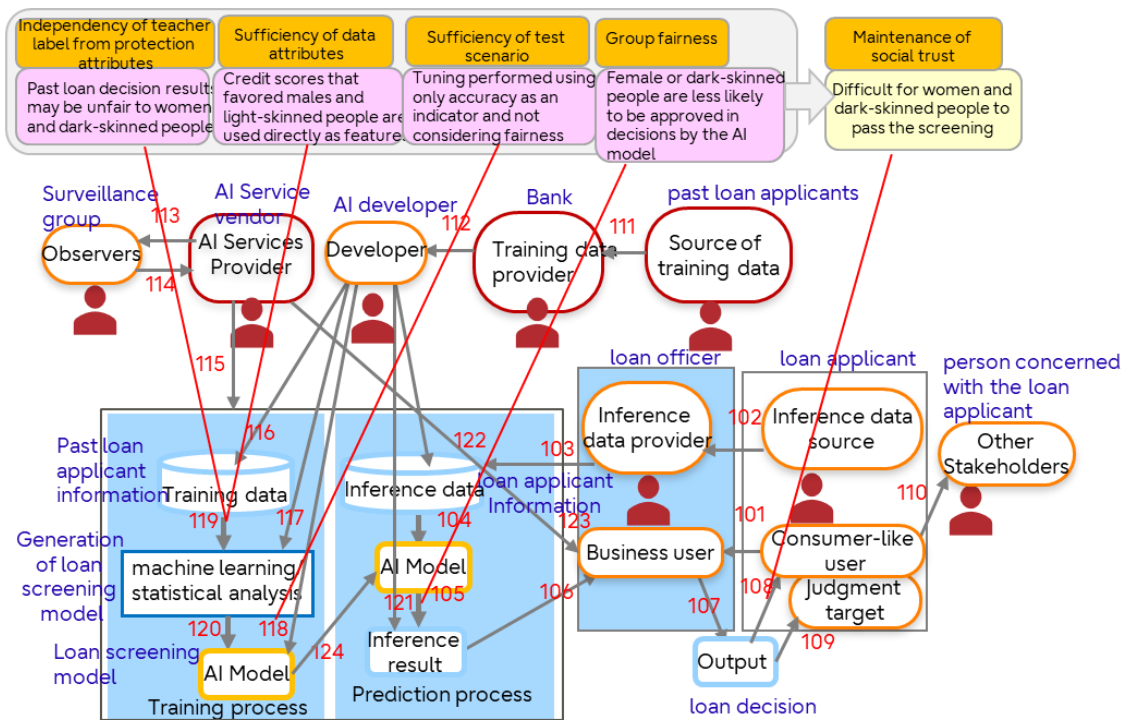 Independency of teacher
label from protection
attributes
Past loan decision results
may be unfair to women
and dark-skinned people
Sufficiency of data
attributes
Credit scores that
favored males and
light-skinned people are
used directly as feature
Sufficiency of test
scenario
Tuning performed using
only accuracy as an
indicator and not
considering fairness
Group fairness
Female or dark-skinned
people are less likely
to be approved in
decisions by the AI
model
Maintenance of
social trust
Difficult for women and
dark-skinned people to
pass the screening
Surveillance
group
Observers
113
114
AI Service
vendor
AI Services
Provider
AI developer
Developer
112
Bank
Training data
provider
111
past loan applicants
Source of
training data
115
loan officer
Inference
data provider
loan applicant
102
Inference data
source
person concerned
with the loan
applicant
Other
Stakeholders
110
Past loan
applicant
information
116
Training data
119
117
122
Inference data
103
loan applicant
Information
104
123
101
Business user
Consumer-like
user
108
Judgment
target
109
Generation
of loan
screening
model
machine learning/
statistical analysis
120
118
AI Model
121
105
106
107
Inference
result
Output
loan decision
Loan screening
model
AI Model
124
Training process
Prediction process